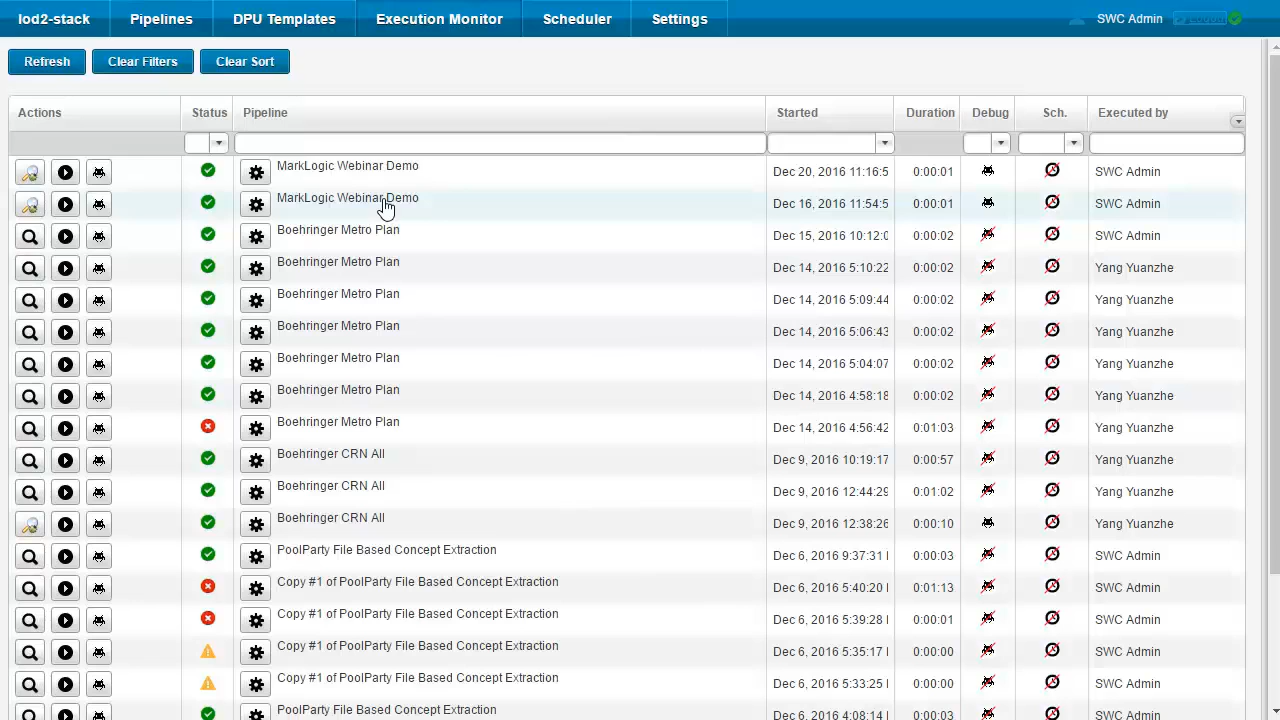 lod2-stack Pipelines DPU Templates Execution Monitor Scheduler Settings SWC Admin
Refresh Clear Filters Clear Sort
Actions Status Pipeline Started Duration Debug Sch. Executed by
MarkLogic Webinar Demo Dec 20, 2016 11:16:5 0:00:01 SWC Admin
MarkLogic Webinar Demo Dec 16, 2016 11:54:5 0:00:01 SWC Admin
Boehringer Metro Plan Dec 15, 2016 10:12:0 0:00:02 SWC Admin
Boehringer Metro Plan Dec 14, 2016 5:10:22 0:00:02 Yang Yuanzhe
Boehringer Metro Plan Dec 14, 2016 5:09:44 0:00:02 Yang Yuanzhe
Boehringer Metro Plan Dec 14, 2016 5:06:43 0:00:02 Yang Yuanzhe
Boehringer Metro Plan Dec 14, 2016 5:04:07 0:00:02 Yang Yuanzhe
Boehringer Metro Plan Dec 14, 2016 4:58:18 0:00:02 Yang Yuanzhe
Boehringer Metro Plan Dec 14, 2016 4:56:42 0:01:03 Yang Yuanzhe
Boehringer CRN All Dec 9, 2016 10:19:17 0:00:57 Yang Yuanzhe
Boehringer CRN All Dec 9, 2016 12:44:29 0:01:02 Yang Yuanzhe
Boehringer CRN All Dec 9, 2016 12:38:26 0:00:10 Yang Yuanzhe
PoolParty File Based Concept Extraction Dec 6, 2016 9:37:31 0:00:03 SWC Admin
Copy #1 of PoolParty File Based Concept Extraction Dec 6, 2016 5:40:20 0:01:13 SWC Admin
Copy #1 of PoolParty File Based Concept Extraction Dec 6, 2016 5:39:28 0:00:01 SWC Admin
Copy #1 of PoolParty File Based Concept Extraction Dec 6, 2016 5:35:17 0:00:00 SWC Admin
Copy #1 of PoolParty File Based Concept Extraction Dec 6, 2016 5:33:25 0:00:00 SWC Admin
PoolParty File Based Concept Extraction Dec 6, 2016 4:08:14 0:00:03 SWC Admin